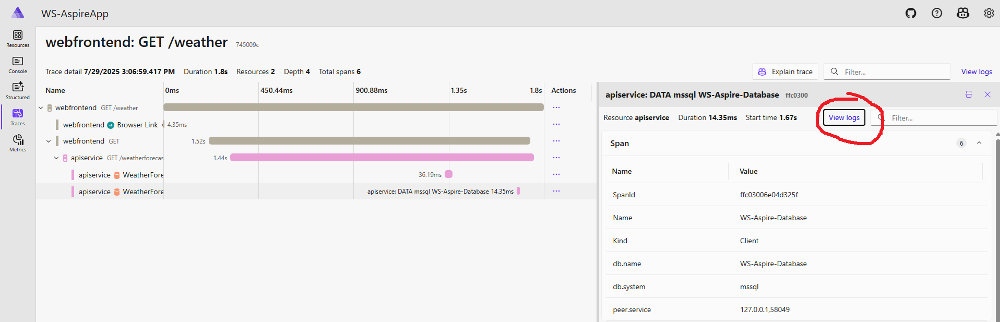 WS-AspireApp
Resources
Console
Structured
Traces
Metrics
webfrontend: GET /weather 745009c
Trace detail 7/29/2025 3:06:59.417 PM Duration 1.8s Resources 2 Depth 4 Total spans 6
Explain trace
Filter...
View logs
Name 0ms 450.44ms 900.88ms 1.35s 1.8s Actions
webfrontend GET /weather
webfrontend Browser Link 4.35ms
webfrontend GET 1.52s
apiservice GET /weatherforecas 1.44s
apiservice WeatherFore 36.19ms
apiservice WeatherFore apiservice: DATA mssql WS-Aspire-Database 14.35ms
apiservice: DATA mssql WS-Aspire-Database ffc0300
Resource apiservice Duration 14.35ms Start time 1.67s View logs Filter...
Span 6
Name Value
SpanId ffc03006e04d325f
Name WS-Aspire-Database
Kind Client
db.name WS-Aspire-Database
db.system mssql
peer.service 127.0.0.1,58049